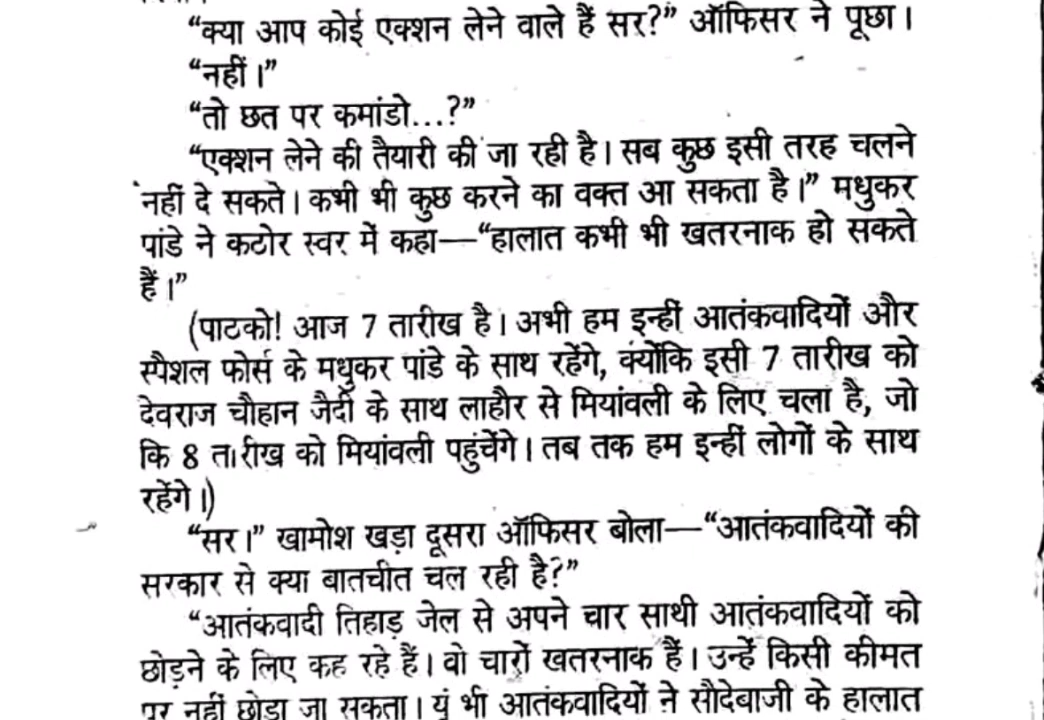 “क्या आप कोई एक्शन लेने वाले हैं सर?” ऑफिसर ने पूछा।
“नहीं।”
“तो छत पर कमांडो...?”
“एक्शन लेने की तैयारी की जा रही है। सब कुछ इसी तरह चलने
नहीं दे सकते। कभी भी कुछ करने का वक्त आ सकता है।” मधुकर
पांडे ने कठोर स्वर में कहा—“हालात कभी भी खतरनाक हो सकते
हैं।”
(पाठको! आज 7 तारीख है। अभी हम इन्हीं आतंकवादियों और
स्पैशल फोर्स के मधुकर पांडे के साथ रहेंगे, क्योंकि इसी 7 तारीख को
देवराज चौहान जैदी के साथ लाहौर से मियांवली के लिए चला है, जो
कि 8 तारीख को मियांवली पहुंचेंगे। तब तक हम इन्हीं लोगों के साथ
रहेंगे।)
“सर।” खामोश खड़ा दूसरा ऑफिसर बोला—“आतंकवादियों की
सरकार से क्या बातचीत चल रही है?”
“आतंकवादी तिहाड़ जेल से अपने चार साथी आतंकवादियों को
छोड़ने के लिए कह रहे हैं। वो चारों खतरनाक हैं। उन्हें किसी कीमत
पर नहीं छोड़ा जा सकता। यूं भी आतंकवादियों ने सौदेबाजी के हालात